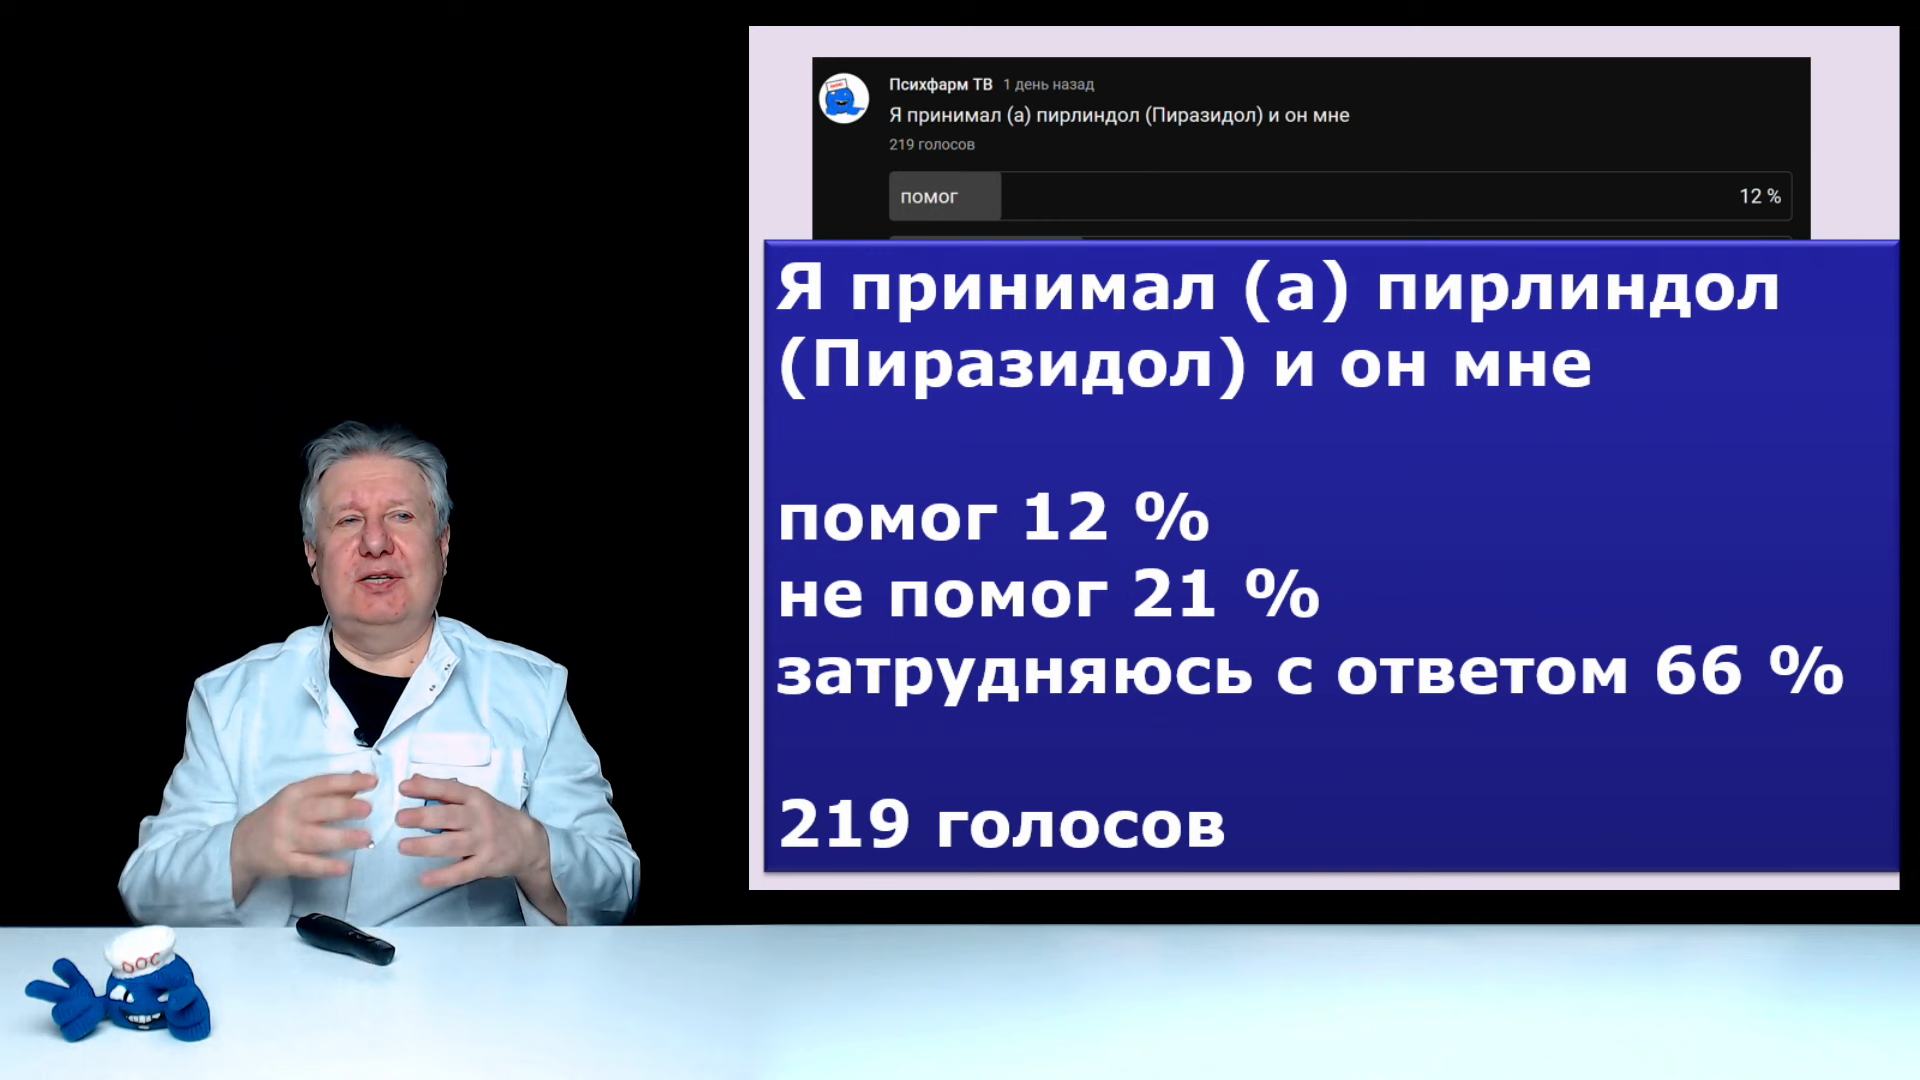 Психфарм ТВ 1 день назад
Я принимал (а) пирлиндол (Пиразидол) и он мне
219 голосов
помог 12 %
Я принимал (а) пирлиндол
(Пиразидол) и он мне
помог 12 %
не помог 21 %
затрудняюсь с ответом 66 %
219 голосов
DOC